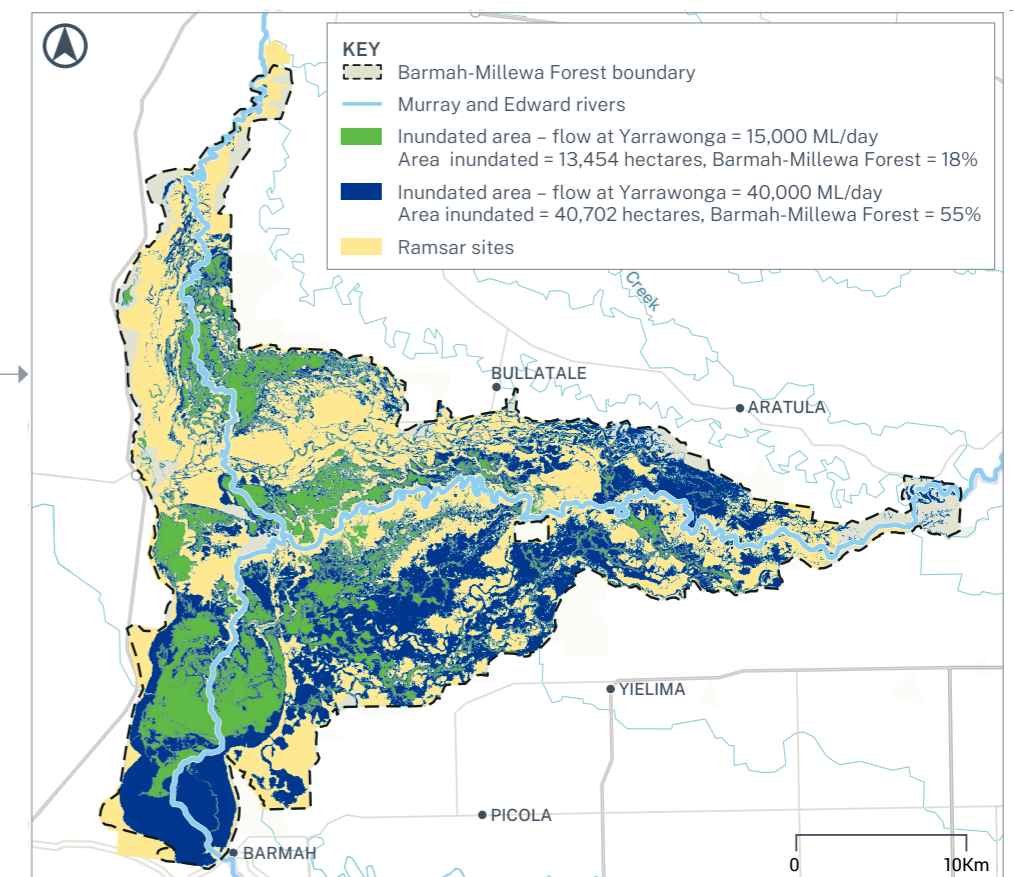 KEY
Barmah-Millewa Forest boundary
Murray and Edward rivers
Inundated area – flow at Yarrawonga = 15,000 ML/day
Area inundated = 13,454 hectares, Barmah-Millewa Forest = 18%
Inundated area – flow at Yarrawonga = 40,000 ML/day
Area inundated = 40,702 hectares, Barmah-Millewa Forest = 55%
Ramsar sites
Creek
BULLATALE
ARATULA
YIELIMA
PICOLA
BARMAH
0 10Km